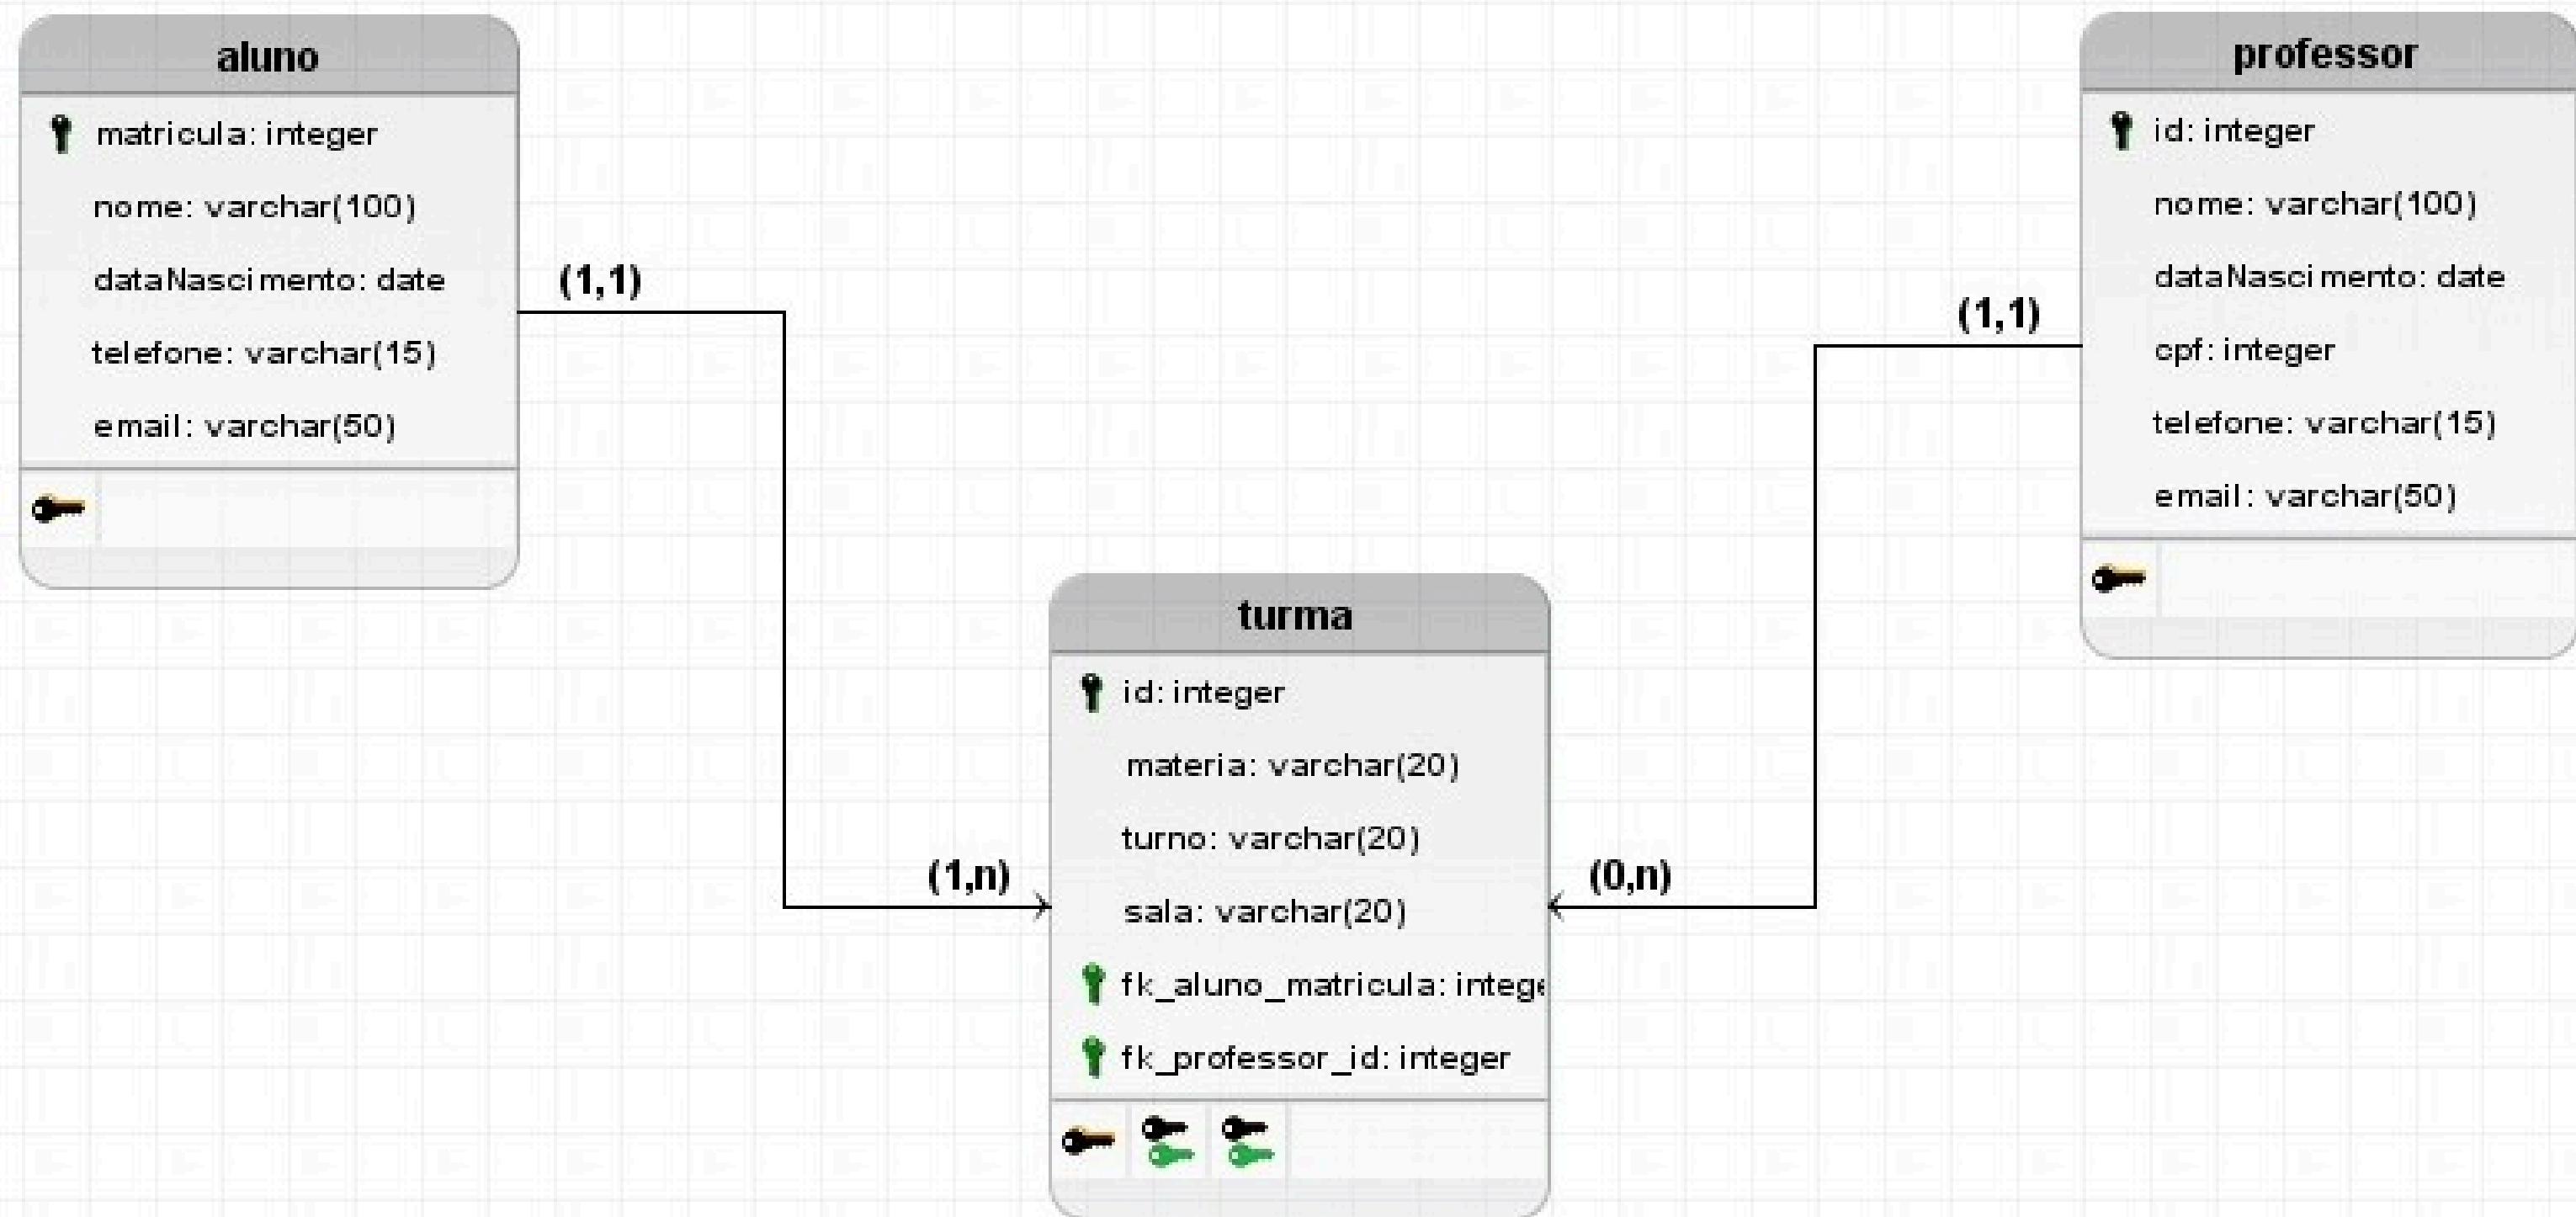 aluno
matricula: integer
nome: varchar(100)
dataNascimento: date
telefone: varchar(15)
email: varchar(50)
(1,1)
(1,n)
turma
id: integer
materia: varchar(20)
turno: varchar(20)
sala: varchar(20)
fk_aluno_matricula: intege
fk_professor_id: integer
(0,n)
(1,1)
professor
id: integer
nome: varchar(100)
dataNascimento: date
cpf: integer
telefone: varchar(15)
email: varchar(50)